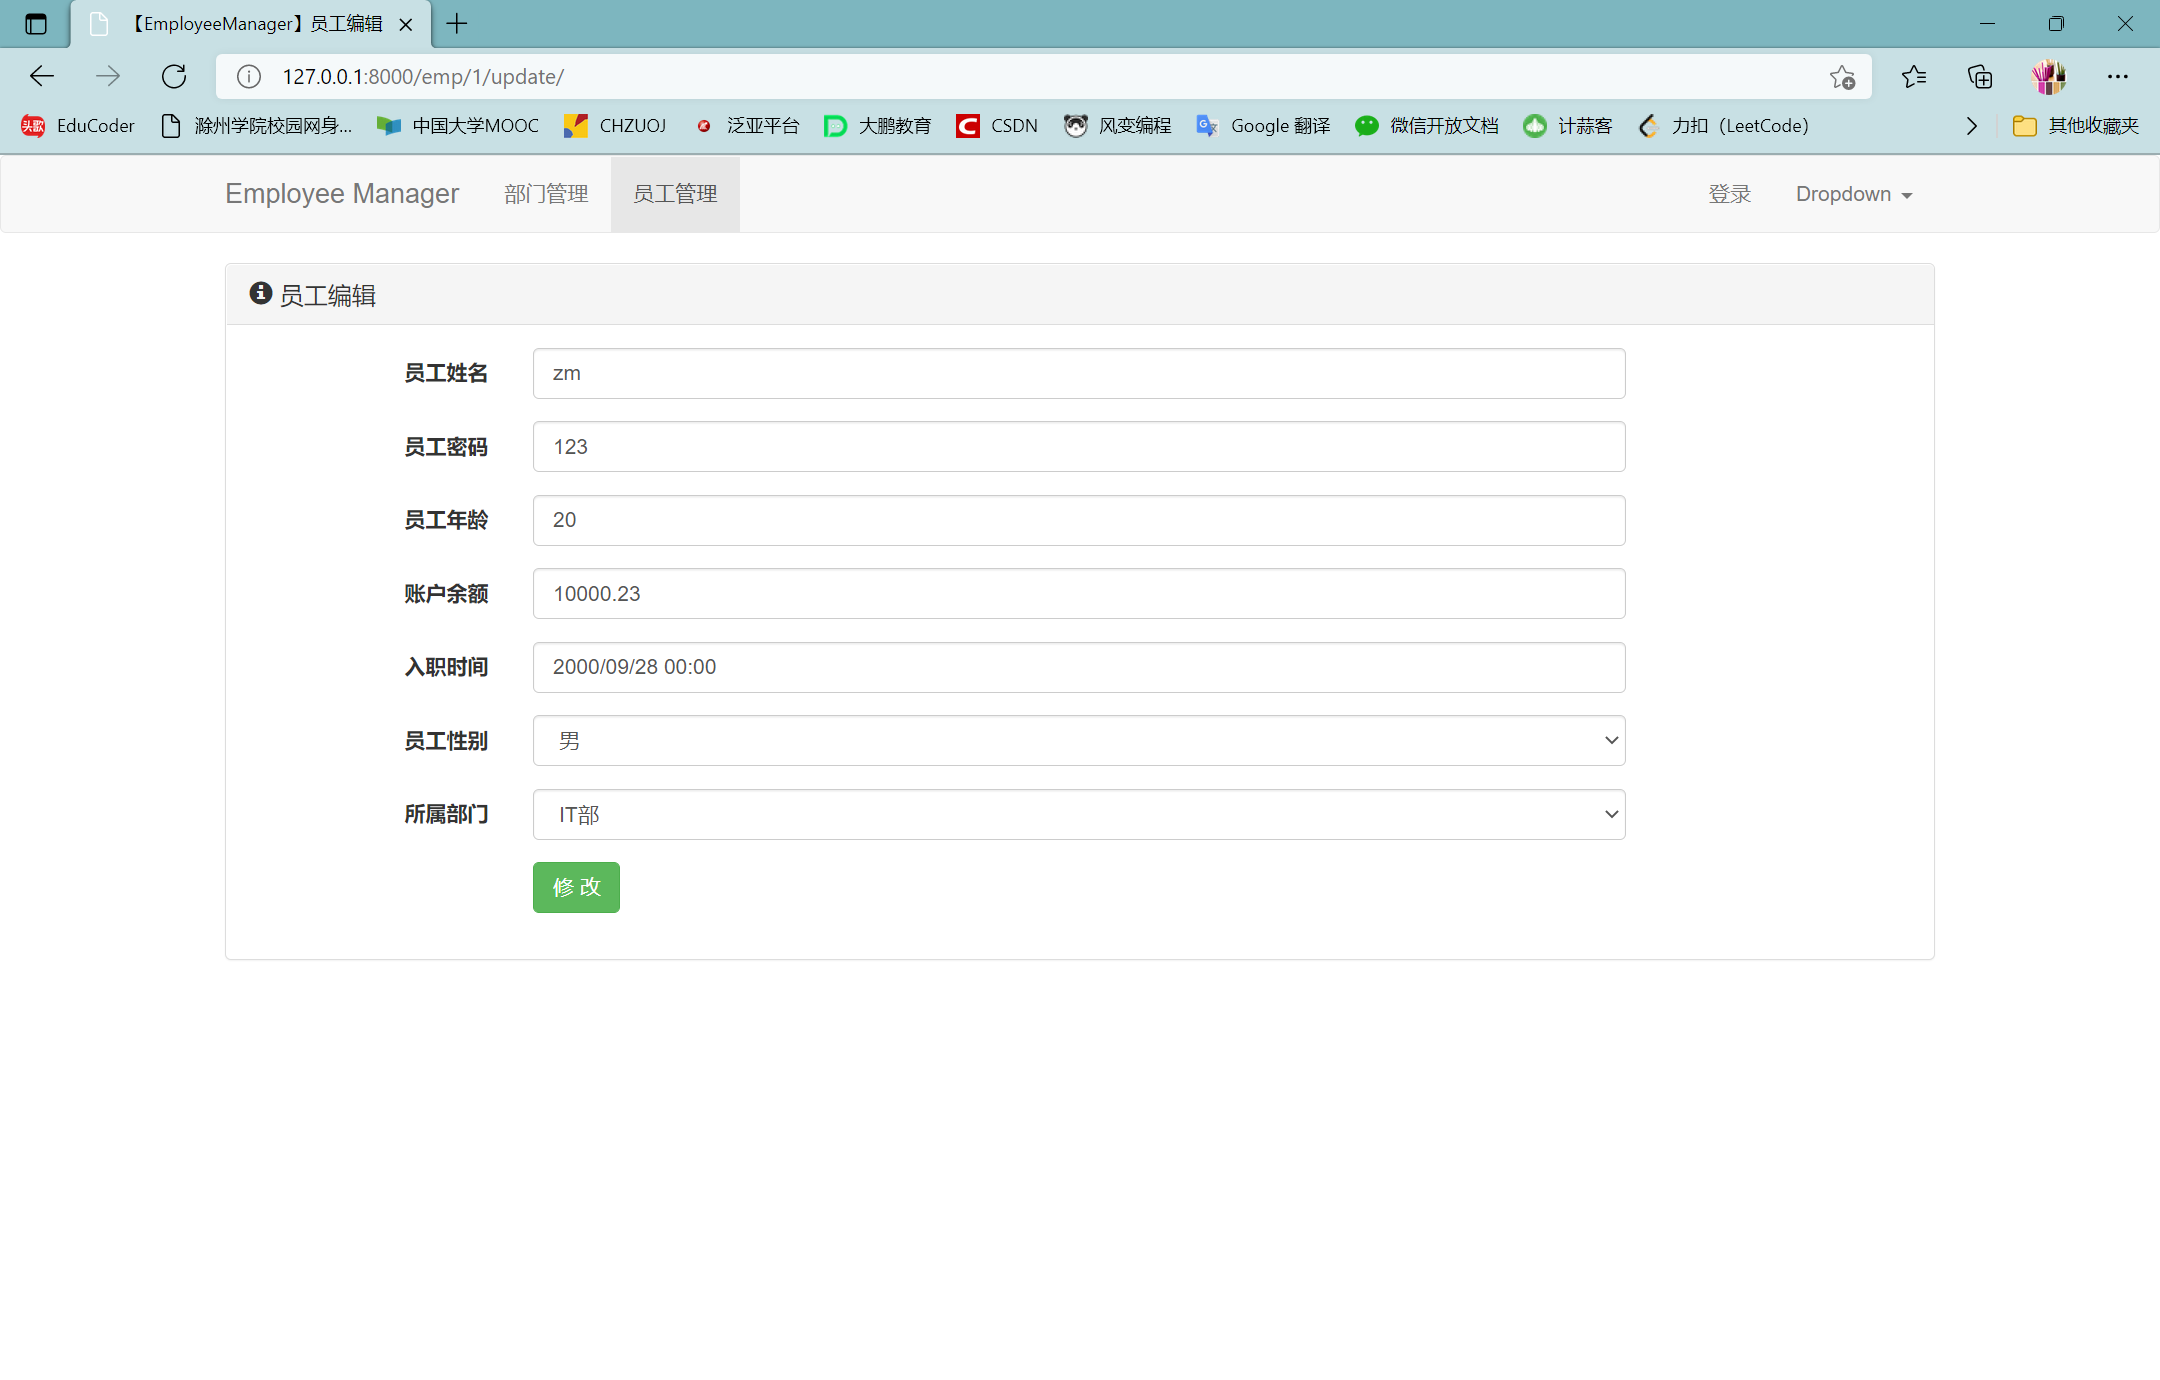 【EmployeeManager】员工编辑
127.0.0.1:8000/emp/1/update/
头歌 EduCoder 滁州学院校园网身... 中国大学MOOC CHZUOJ 泛亚平台 大鹏教育 CSDN 风变编程 Google 翻译 微信开放文档 计蒜客 力扣（LeetCode） 其他收藏夹
Employee Manager 部门管理 员工管理 登录 Dropdown
员工编辑
员工姓名 zm
员工密码 123
员工年龄 20
账户余额 10000.23
入职时间 2000/09/28 00:00
员工性别 男
所属部门 IT部
修 改